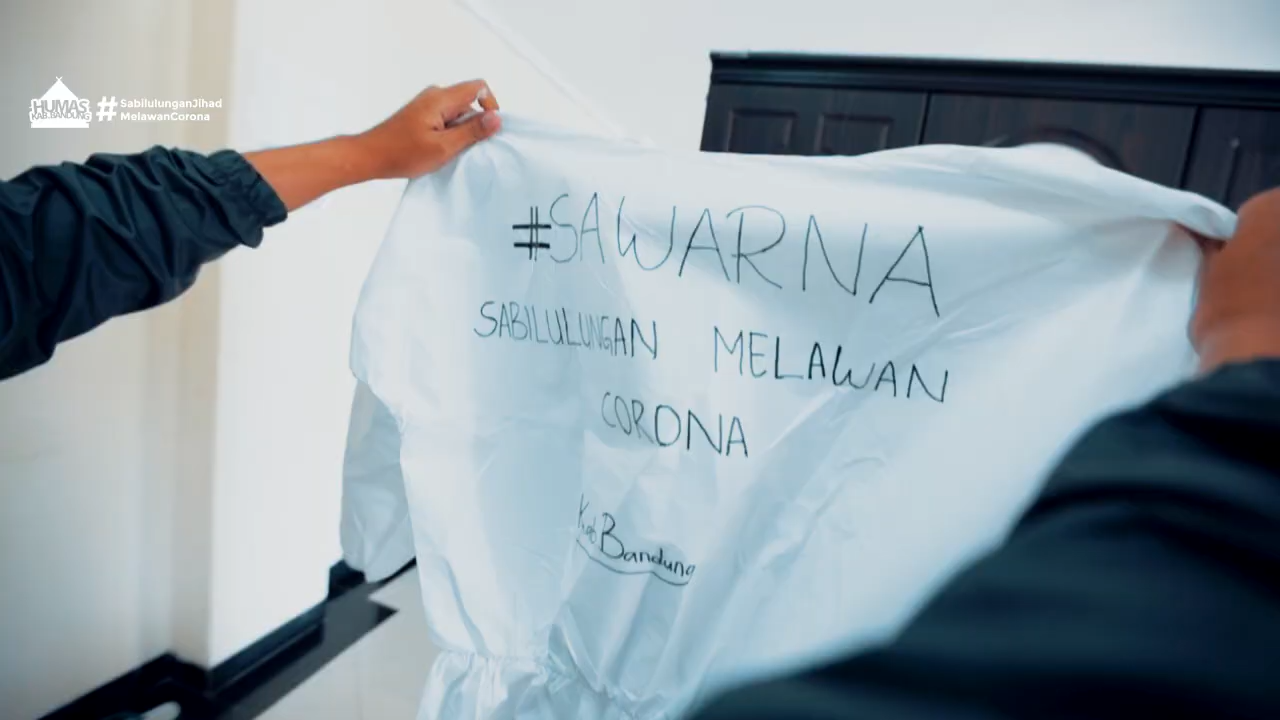 HUMAS
KAB.BANDUNG
#SabilulunganJihad
MelawanCorona
#SAWARNA
SABILULUNGAN MELAWAN
CORONA
Kab Bandung